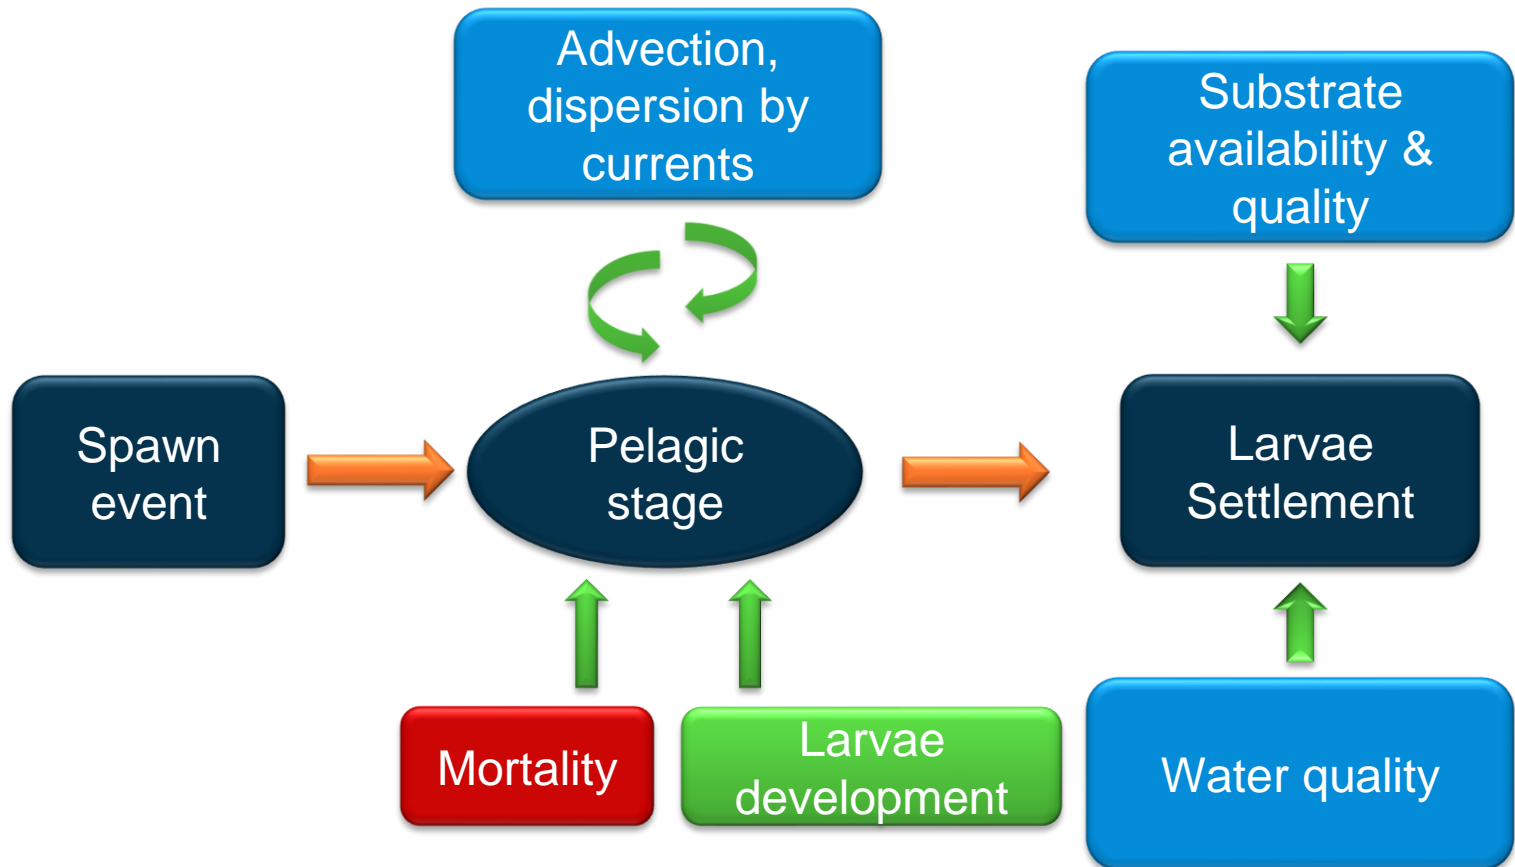 Advection,
dispersion by
currents
Substrate
availability &
quality
Spawn
event
Pelagic
stage
Larvae
Settlement
Mortality
Larvae
development
Water quality